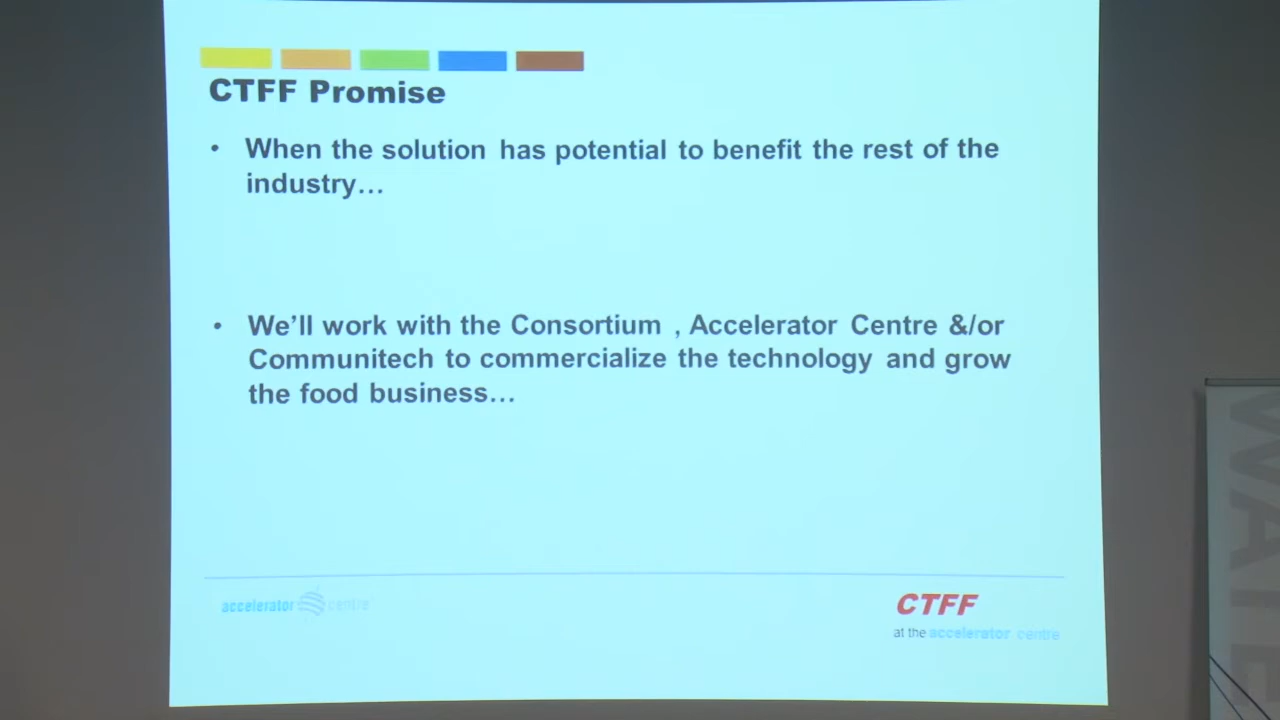 CTFF Promise
• When the solution has potential to benefit the rest of the
industry…
• We’ll work with the Consortium , Accelerator Centre &/or
Communitech to commercialize the technology and grow
the food business…
accelerator centre
CTFF
at the accelerator centre